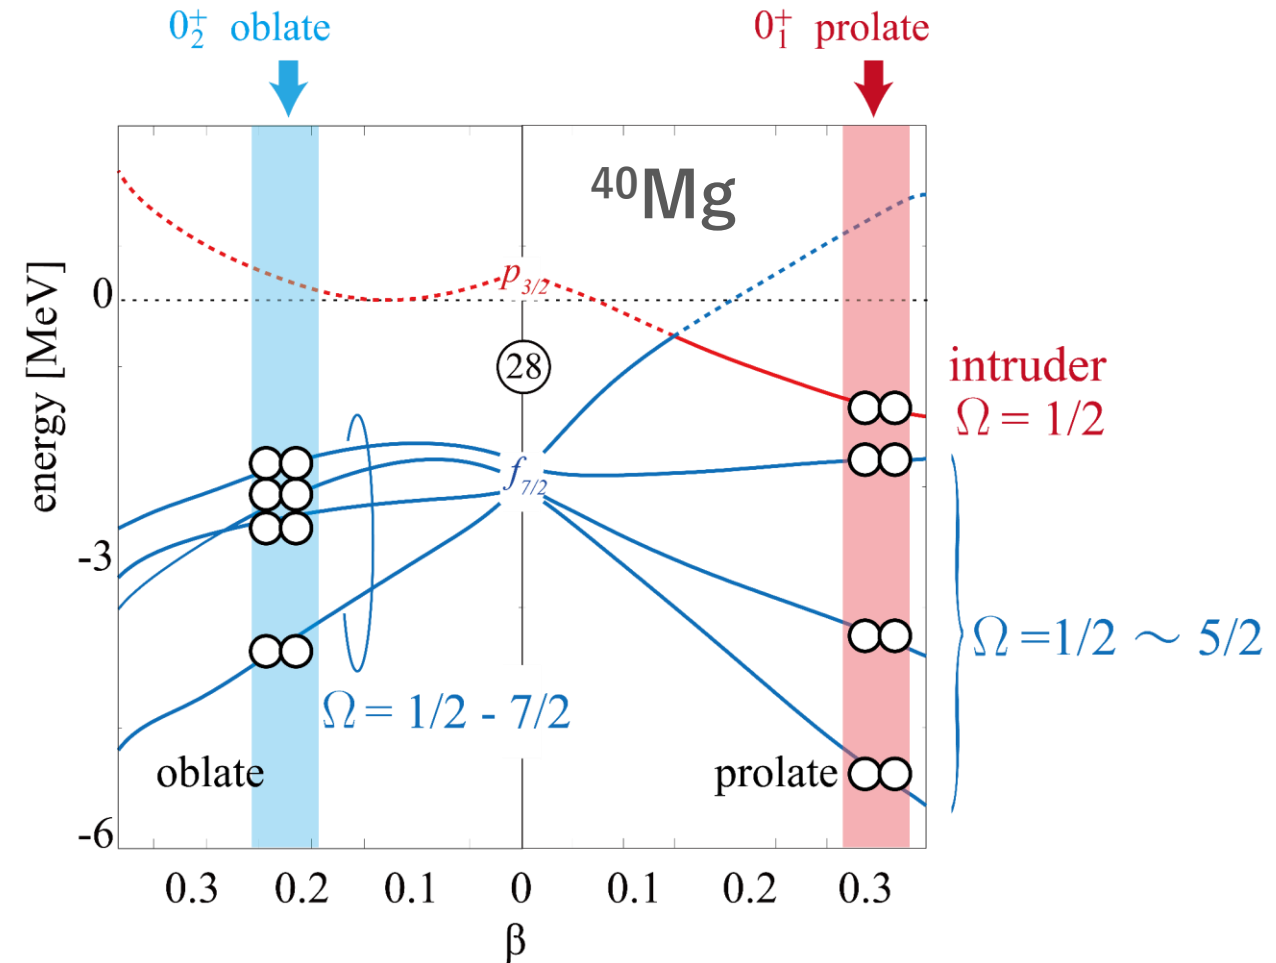 0₂⁺ oblate
0₁⁺ prolate
⁴⁰Mg
energy [MeV]
0
-3
-6
p₃/₂
28
f₇/₂
intruder
Ω = 1/2
Ω =1/2 ～ 5/2
Ω = 1/2 - 7/2
oblate
prolate
0.3 0.2 0.1 0 0.1 0.2 0.3
β